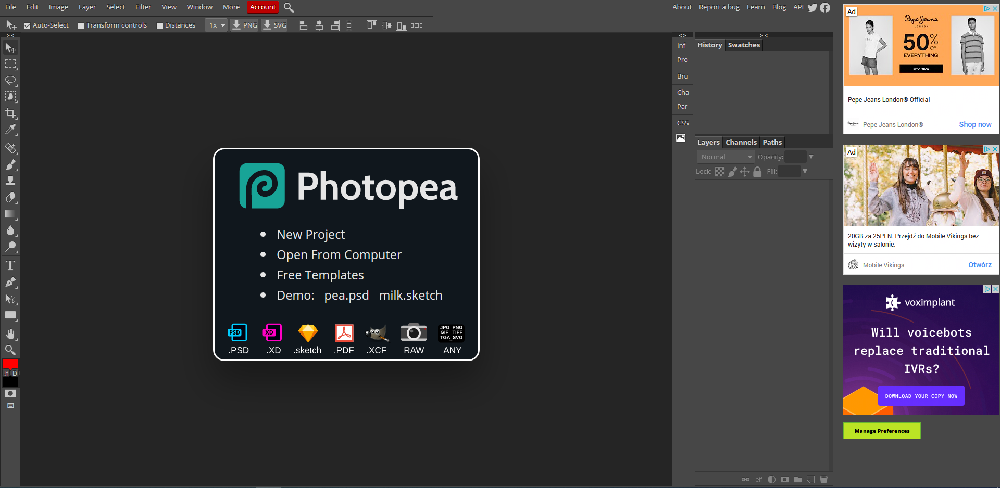 File Edit Image Layer Select Filter View Window More Account
About Report a bug Learn Blog API
Auto-Select Transform controls Distances 1x PNG SVG
> <
Photopea
New Project
Open From Computer
Free Templates
Demo: pea.psd milk.sketch
PSD XD JPG PNG
GIF TIFF
TGA SVG
...
.PSD .XD .sketch .PDF .XCF RAW ANY
T
D
< >
Inf
Pro
Bru
Cha
Par
CSS
> <
History Swatches
Layers Channels Paths
Normal Opacity:
Lock: Fill:
eff
Ad
Pepe Jeans
LONDON
50% Off
EVERYTHING
SHOP NOW
Pepe Jeans London® Official
Pepe Jeans London® Shop now
Ad
20GB za 25PLN. Przejdź do Mobile Vikings bez
wizyty w salonie.
Mobile Vikings Otwórz
voximplant
Will voicebots
replace traditional
IVRs?
DOWNLOAD YOUR COPY NOW
Manage Preferences